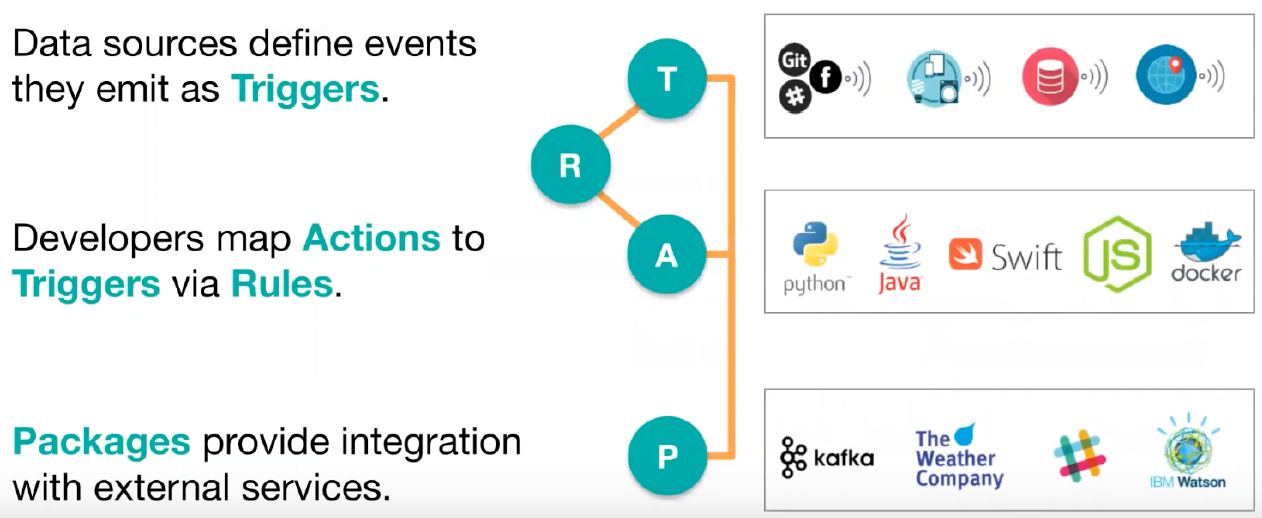 Data sources define events
they emit as Triggers.
T
Git
f
#
R
Developers map Actions to
Triggers via Rules.
A
python™
Java
Swift
JS
docker
Packages provide integration
with external services.
P
kafka
The
Weather
Company
IBM Watson